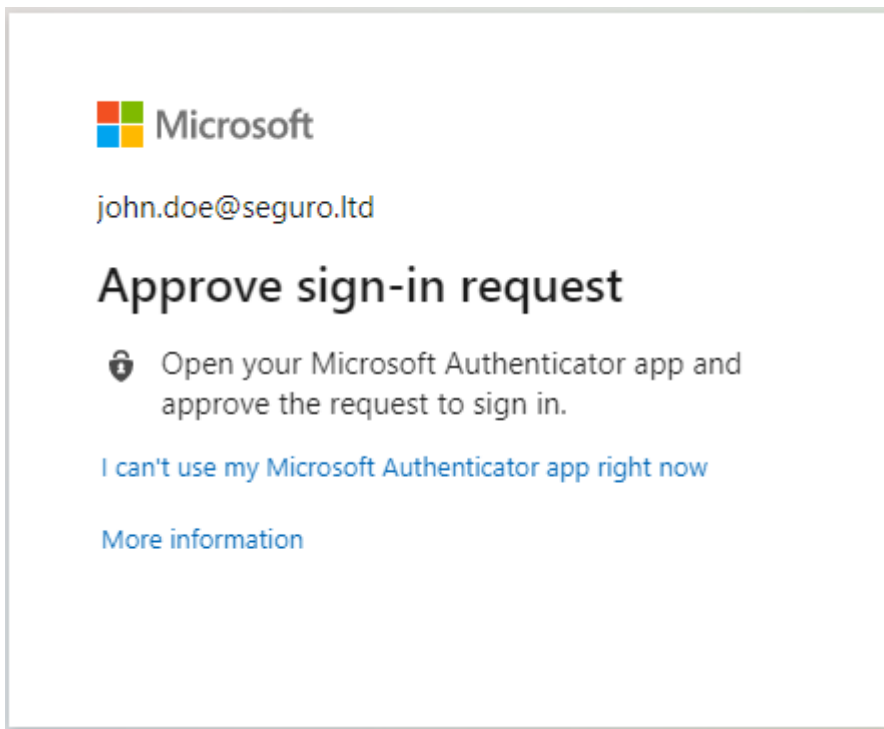 Microsoft
john.doe@seguro.ltd
Approve sign-in request
Open your Microsoft Authenticator app and
approve the request to sign in.
I can't use my Microsoft Authenticator app right now
More information